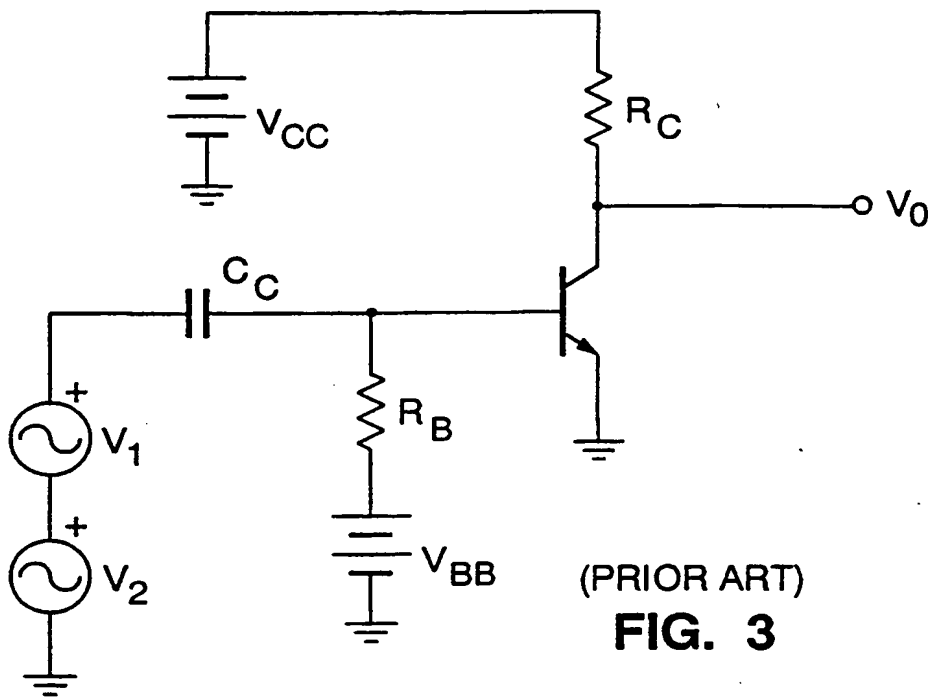 R_C
V_CC
V_0
C_C
+
V_1
R_B
+
V_2
V_BB
(PRIOR ART)
FIG. 3